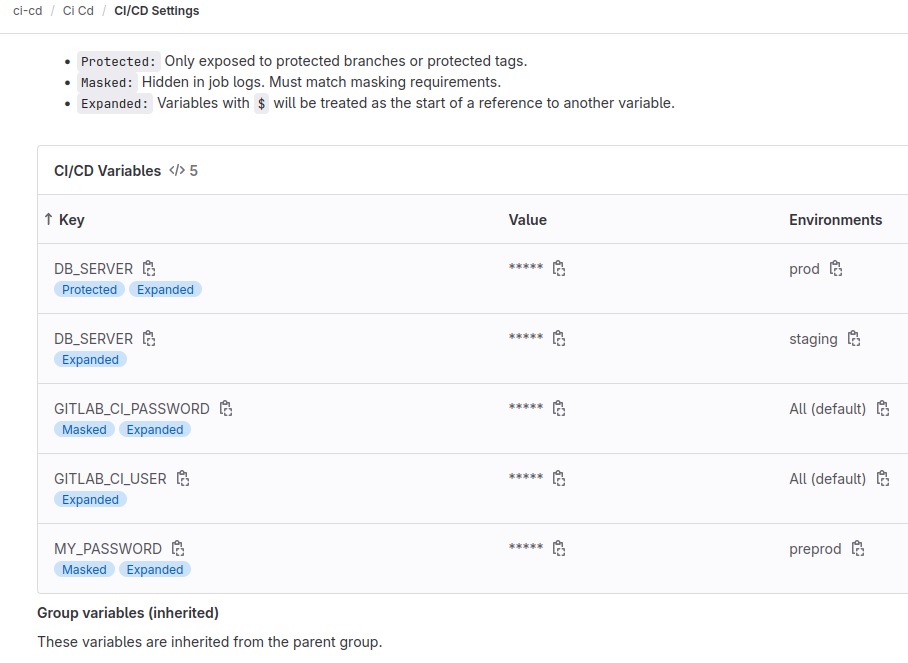 ci-cd / Ci Cd / CI/CD Settings
Protected: Only exposed to protected branches or protected tags.
Masked: Hidden in job logs. Must match masking requirements.
Expanded: Variables with $ will be treated as the start of a reference to another variable.
CI/CD Variables </> 5
↑ Key Value Environments
DB_SERVER ***** prod
Protected Expanded
DB_SERVER ***** staging
Expanded
GITLAB_CI_PASSWORD ***** All (default)
Masked Expanded
GITLAB_CI_USER ***** All (default)
Expanded
MY_PASSWORD ***** preprod
Masked Expanded
Group variables (inherited)
These variables are inherited from the parent group.